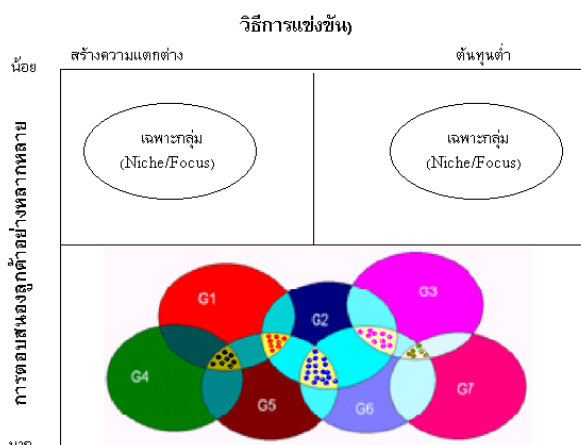 วิธีการแข่งขัน)
สร้างความแตกต่าง
ต้นทุนต่ำ
น้อย
การตอบสนองลูกค้าอย่างหลากหลาย
เฉพาะกลุ่ม
(Niche/Focus)
เฉพาะกลุ่ม
(Niche/Focus)
G1
G2
G3
G4
G5
G6
G7
มาก